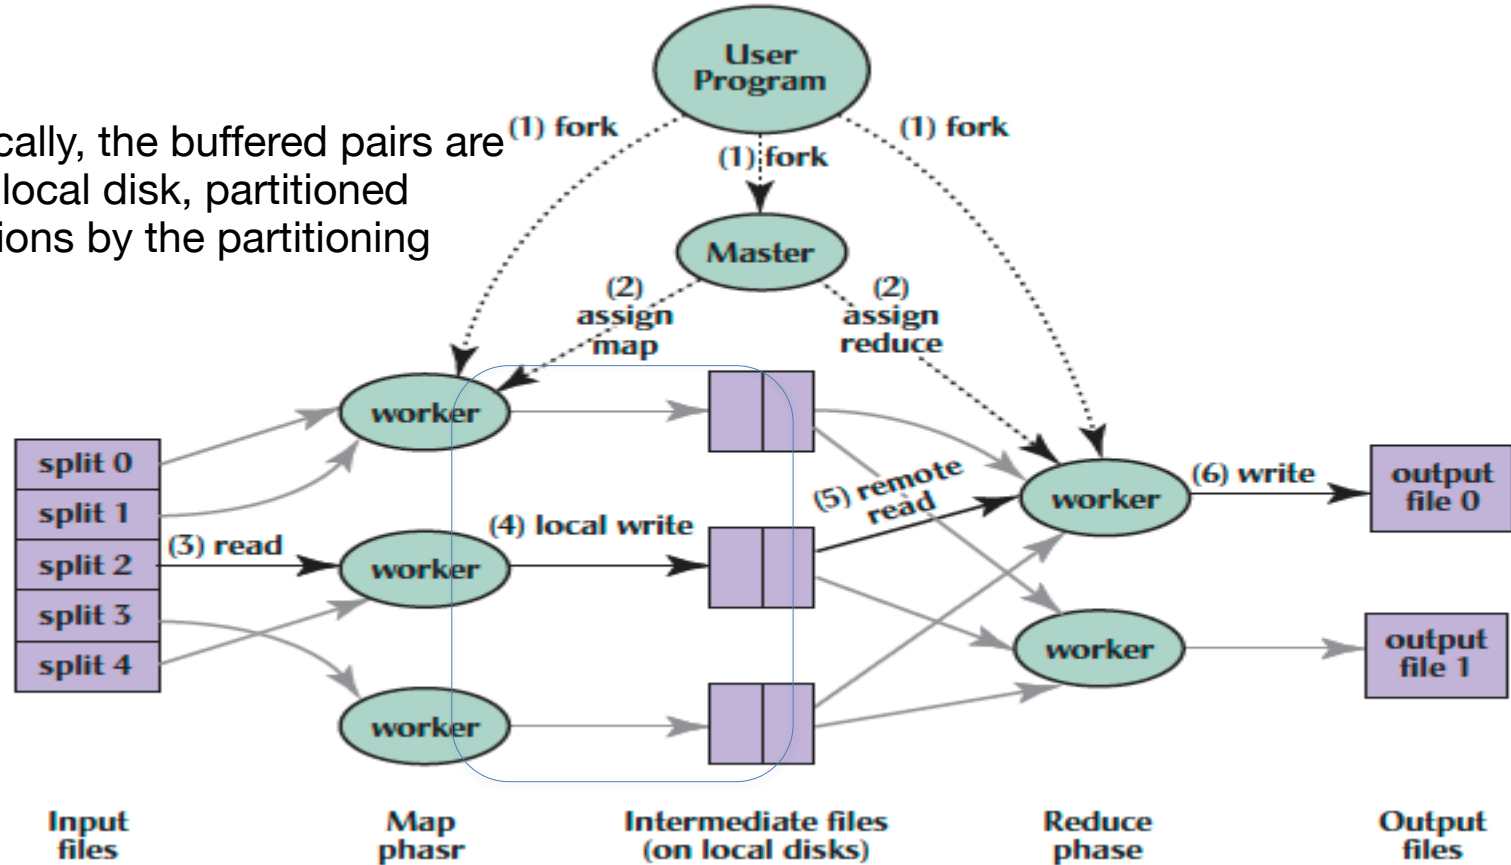 User
Program
cally, the buffered pairs are
local disk, partitioned
ions by the partitioning
(1) fork
(1) fork
(1) fork
Master
(2)
assign
map
(2)
assign
reduce
worker
split 0
split 1
split 2
split 3
split 4
(3) read
worker
(4) local write
worker
(5) remote
read
worker
(6) write
worker
output
file 0
output
file 1
Input
files
Map
phasr
Intermediate files
(on local disks)
Reduce
phase
Output
files